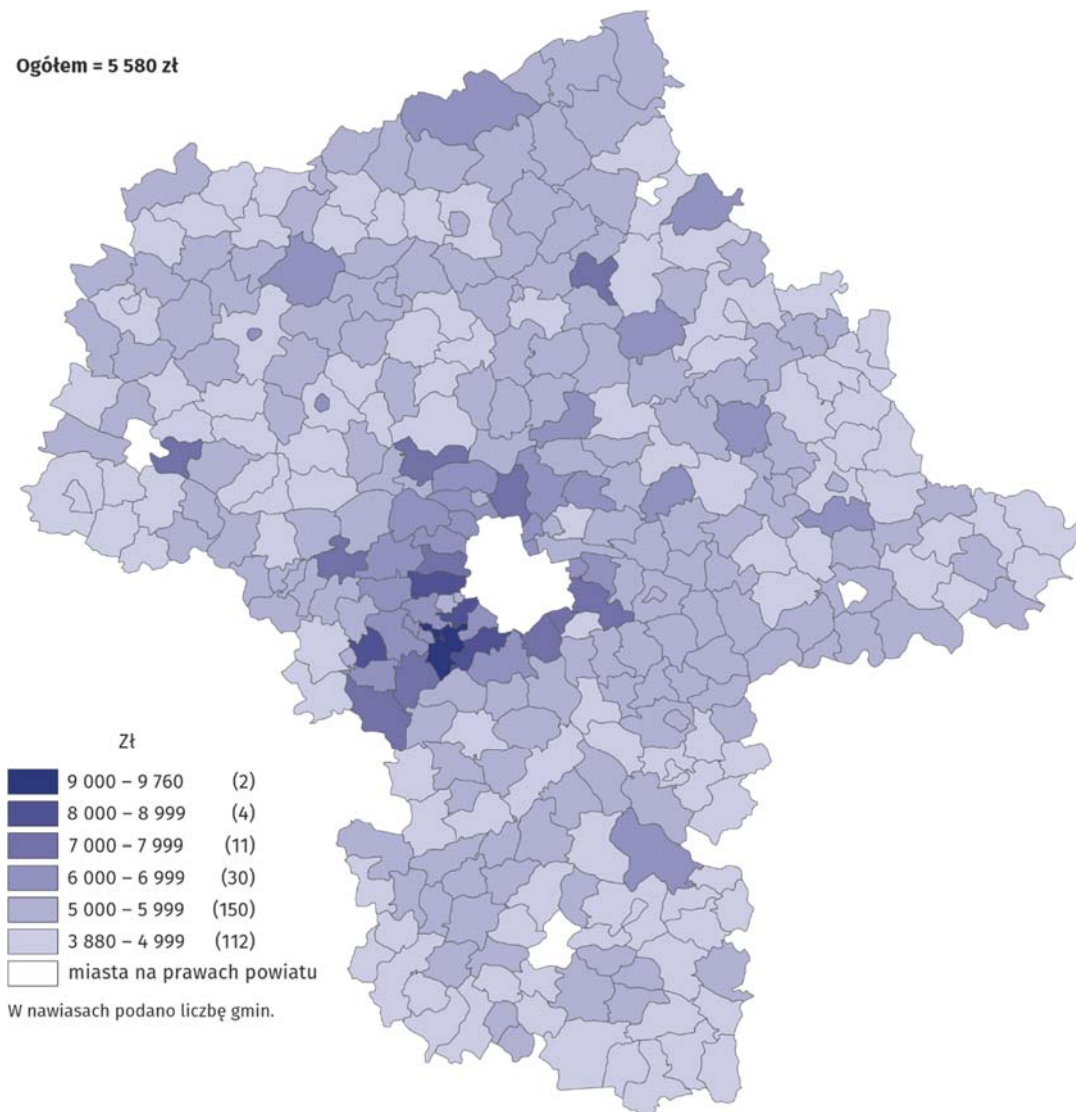 Ogółem = 5 580 zł
Zł
9 000 – 9 760 (2)
8 000 – 8 999 (4)
7 000 – 7 999 (11)
6 000 – 6 999 (30)
5 000 – 5 999 (150)
3 880 – 4 999 (112)
miasta na prawach powiatu
W nawiasach podano liczbę gmin.